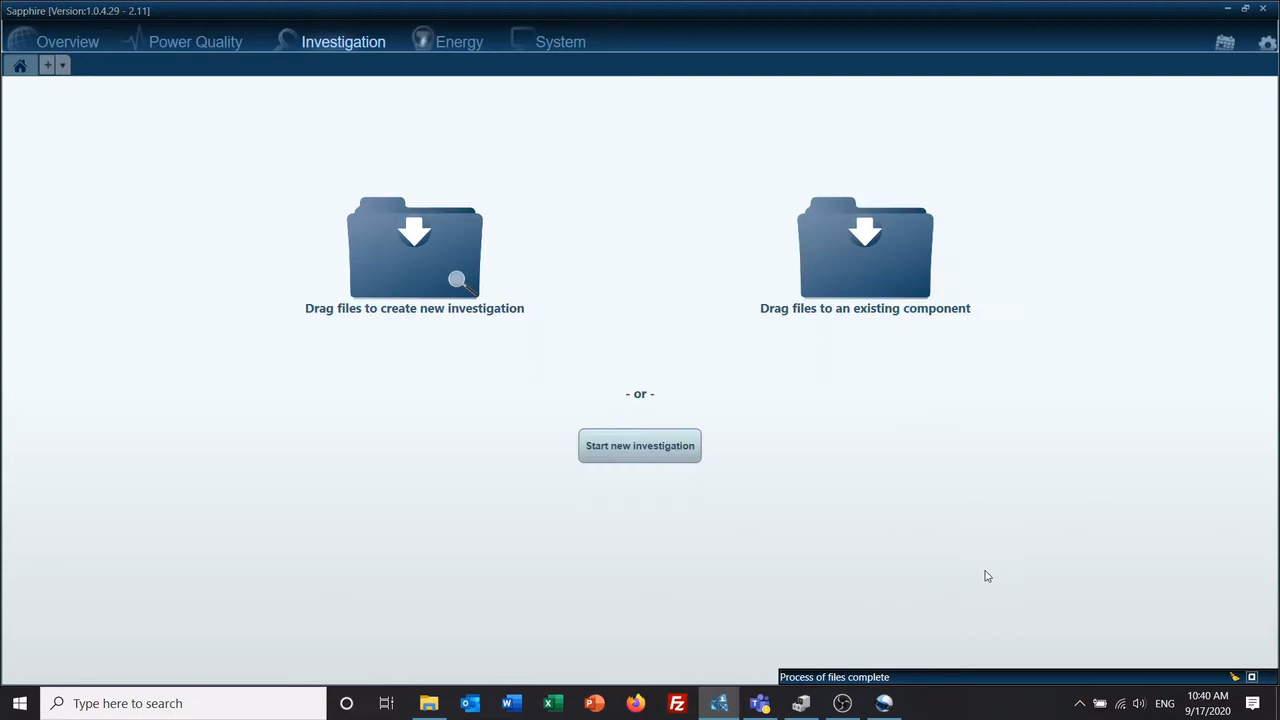 Sapphire [Version:1.0.4.29 - 2.11]
Overview
Power Quality
Investigation
Energy
System
Drag files to create new investigation
Drag files to an existing component
- or -
Start new investigation
Process of files complete
Type here to search
ENG
10:40 AM
9/17/2020